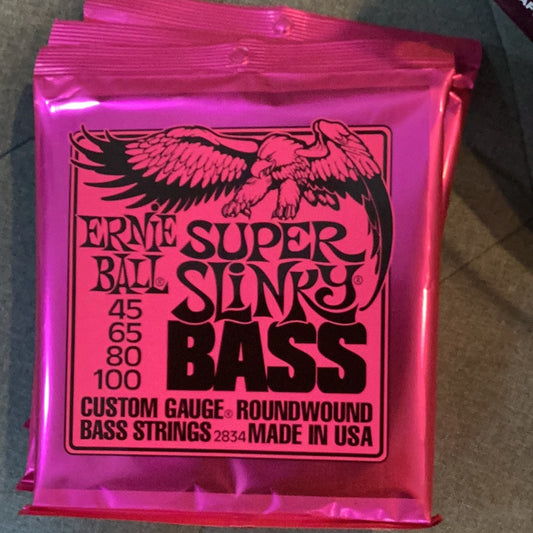 ERNIE BALL®
SUPER SLINKY®
BASS
45
65
80
100
CUSTOM GAUGE® ROUNDWOUND
BASS STRINGS 2834 MADE IN USA